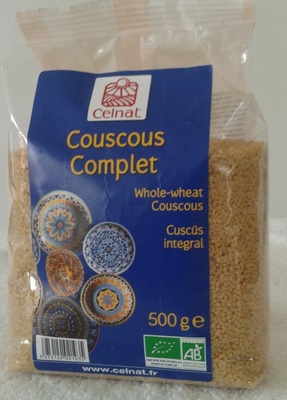 Celnat
Couscous
Complet
Whole-wheat
Couscous
Cuscús
integral
500 g e
AB
www.celnat.fr